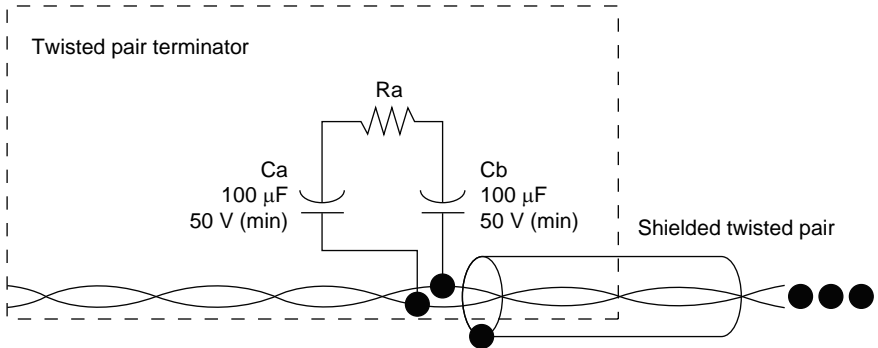 Twisted pair terminator
Ra
Ca
100 μF
50 V (min)
Cb
100 μF
50 V (min)
Shielded twisted pair